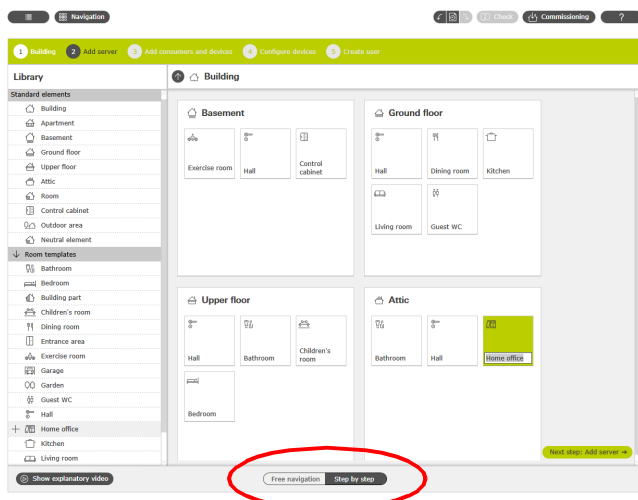 Navigation
Check
Commissioning
?
1 Building
2 Add server
3 Add consumers and devices
4 Configure devices
5 Create user
Library
Building
Standard elements
Building
Apartment
Basement
Ground floor
Upper floor
Attic
Room
Control cabinet
Outdoor area
Neutral element
Room templates
Bathroom
Bedroom
Building part
Children's room
Dining room
Entrance area
Exercise room
Garage
Garden
Guest WC
Hall
Home office
Kitchen
Living room
Basement
Exercise room
Hall
Control
cabinet
Ground floor
Hall
Dining room
Kitchen
Living room
Guest WC
Upper floor
Hall
Bathroom
Children's
room
Bedroom
Attic
Bathroom
Hall
Home office
Next step: Add server →
Show explanatory video
Free navigation
Step by step